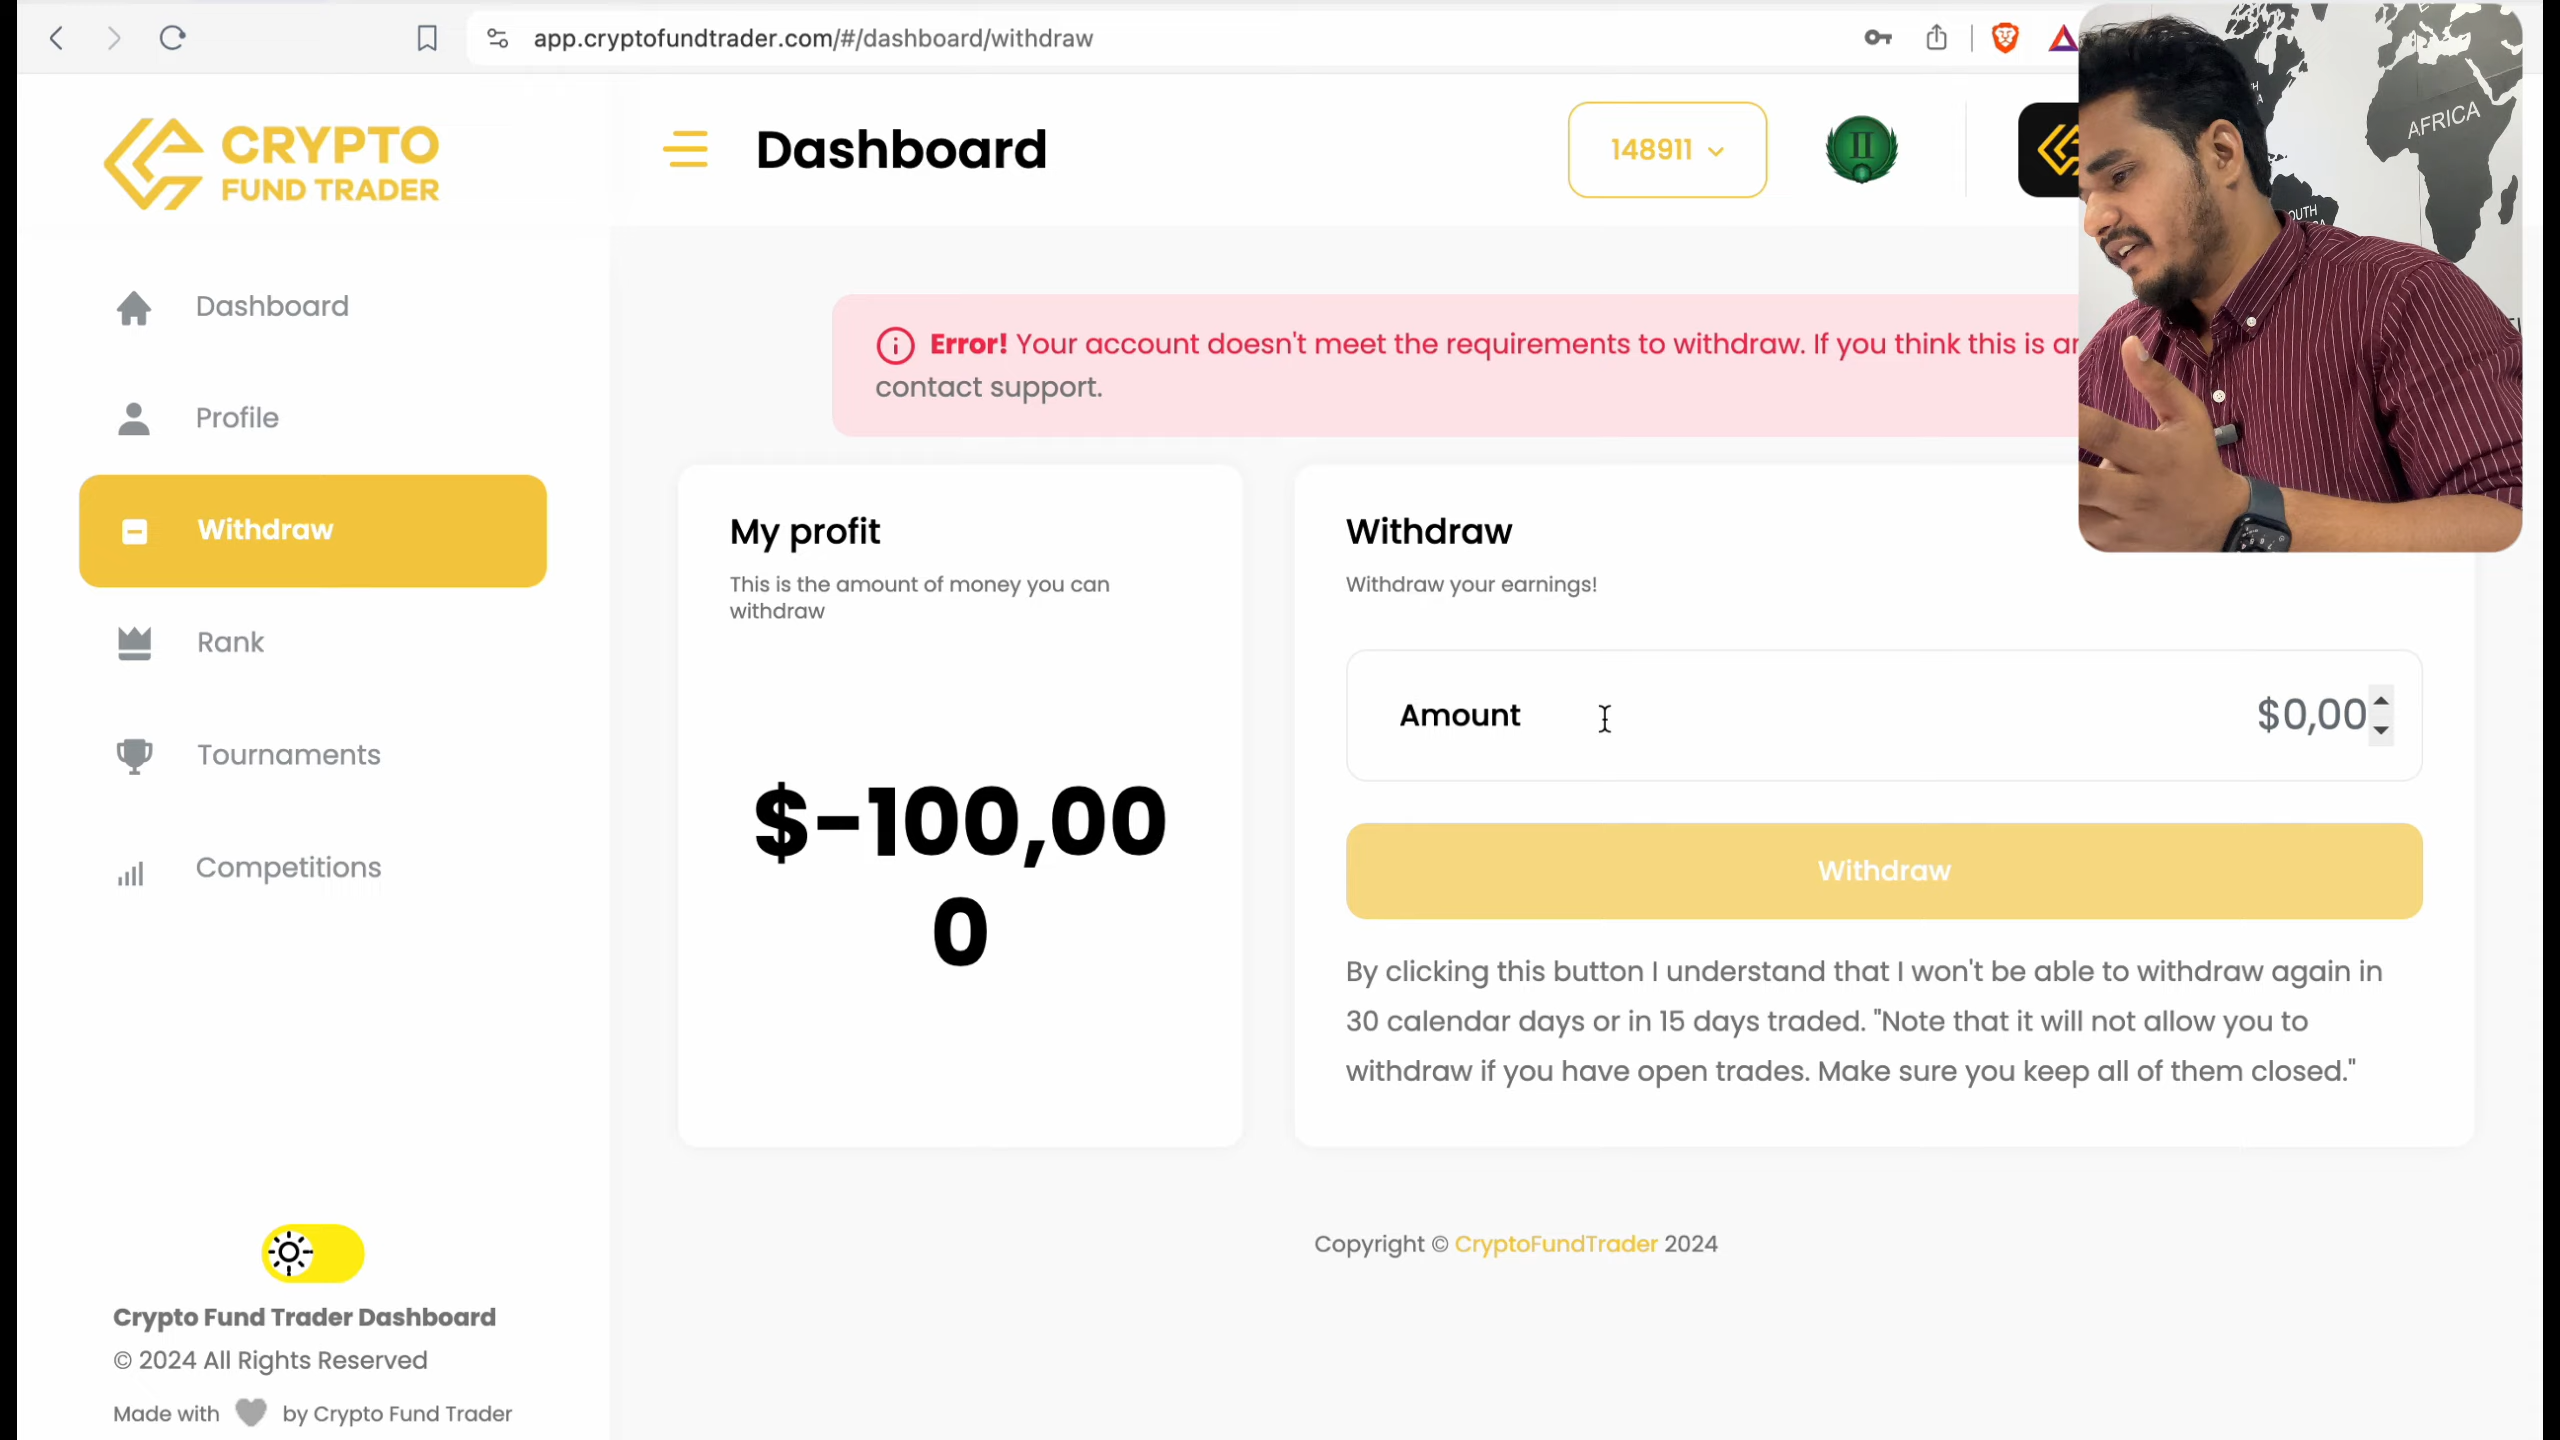 app.cryptofundtrader.com/#/dashboard/withdraw
CRYPTO
FUND TRADER
Dashboard
148911
II
AFRICA
Dashboard
Profile
Withdraw
Rank
Tournaments
Competitions
Error! Your account doesn't meet the requirements to withdraw. If you think this is
contact support.
My profit
This is the amount of money you can
withdraw
$-100,00
0
Withdraw
Withdraw your earnings!
Amount
$0,00
Withdraw
By clicking this button I understand that I won't be able to withdraw again in
30 calendar days or in 15 days traded. "Note that it will not allow you to
withdraw if you have open trades. Make sure you keep all of them closed."
Copyright © CryptoFundTrader 2024
Crypto Fund Trader Dashboard
© 2024 All Rights Reserved
Made with by Crypto Fund Trader